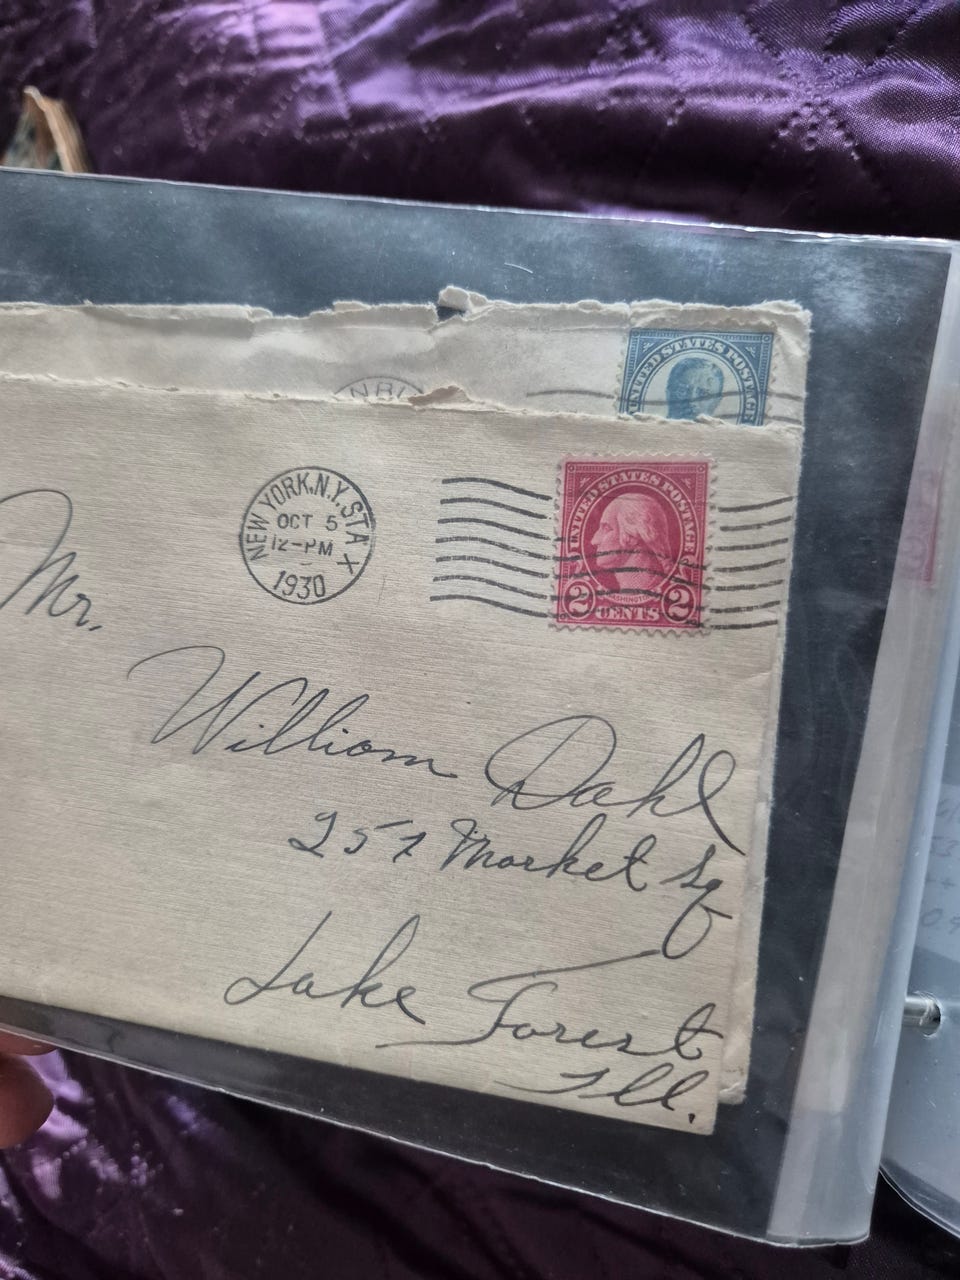 UNITED STATES POSTAGE
NEW YORK, N.Y. STA X
OCT 5
12-PM
1930
UNITED STATES POSTAGE
WASHINGTON
2 CENTS 2
Mr.
William Dahl
257 Market Sq
Lake Forest
Ill.